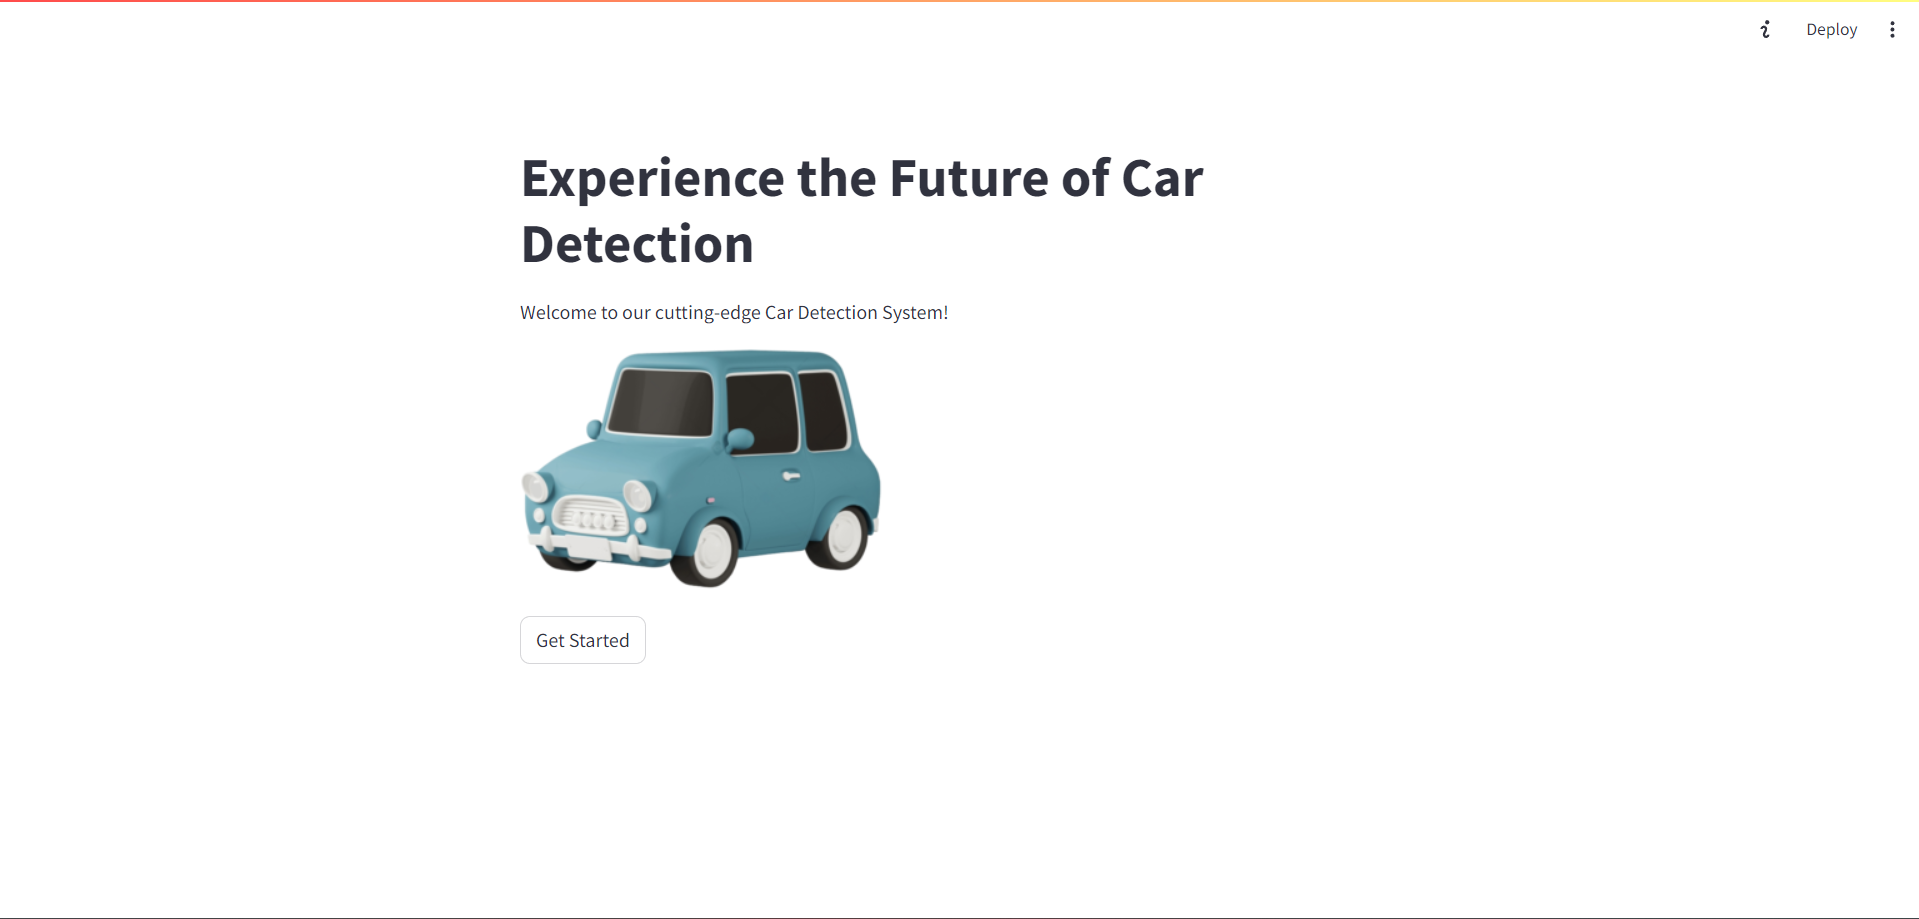 Deploy
Experience the Future of Car
Detection
Welcome to our cutting-edge Car Detection System!
Get Started